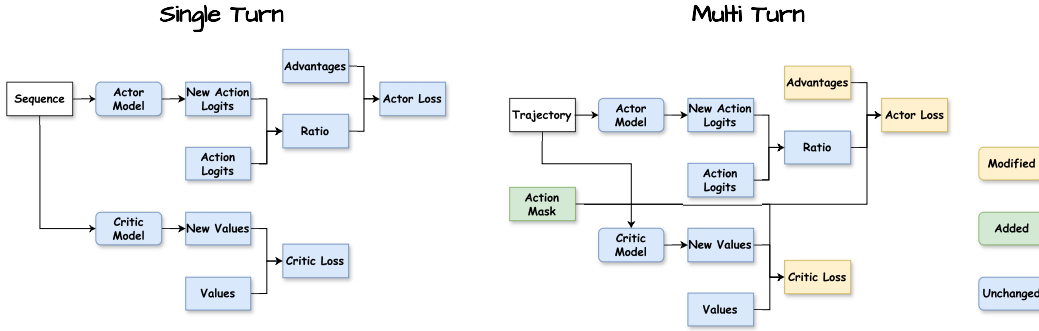 Single Turn
Sequence
Actor
Model
New Action
Logits
Action
Logits
Advantages
Ratio
Actor Loss
Critic
Model
New Values
Values
Critic Loss
Multi Turn
Trajectory
Actor
Model
New Action
Logits
Action
Logits
Advantages
Ratio
Actor Loss
Action
Mask
Critic
Model
New Values
Values
Critic Loss
Modified
Added
Unchanged